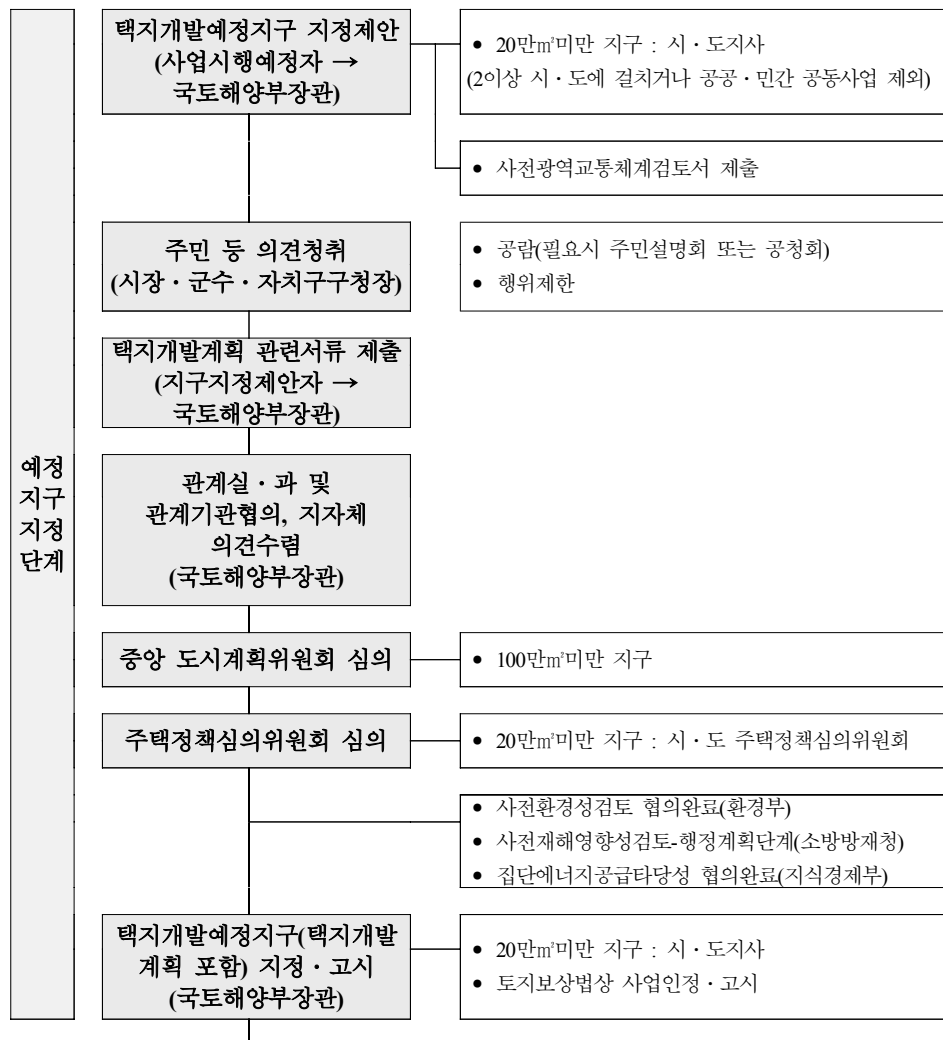 택지개발예정지구 지정제안
(사업시행예정자 →
국토해양부장관)
• 20만㎡미만 지구 : 시・도지사
(2이상 시・도에 걸치거나 공공・민간 공동사업 제외)
• 사전광역교통체계검토서 제출
주민 등 의견청취
(시장・군수・자치구구청장)
• 공람(필요시 주민설명회 또는 공청회)
• 행위제한
택지개발계획 관련서류 제출
(지구지정제안자 →
국토해양부장관)
예정
지구
지정
단계
관계실・과 및
관계기관협의, 지자체
의견수렴
(국토해양부장관)
중앙 도시계획위원회 심의
• 100만㎡미만 지구
주택정책심의위원회 심의
• 20만㎡미만 지구 : 시・도 주택정책심의위원회
• 사전환경성검토 협의완료(환경부)
• 사전재해영향성검토-행정계획단계(소방방재청)
• 집단에너지공급타당성 협의완료(지식경제부)
택지개발예정지구(택지개발
계획 포함) 지정・고시
(국토해양부장관)
• 20만㎡미만 지구 : 시・도지사
• 토지보상법상 사업인정・고시